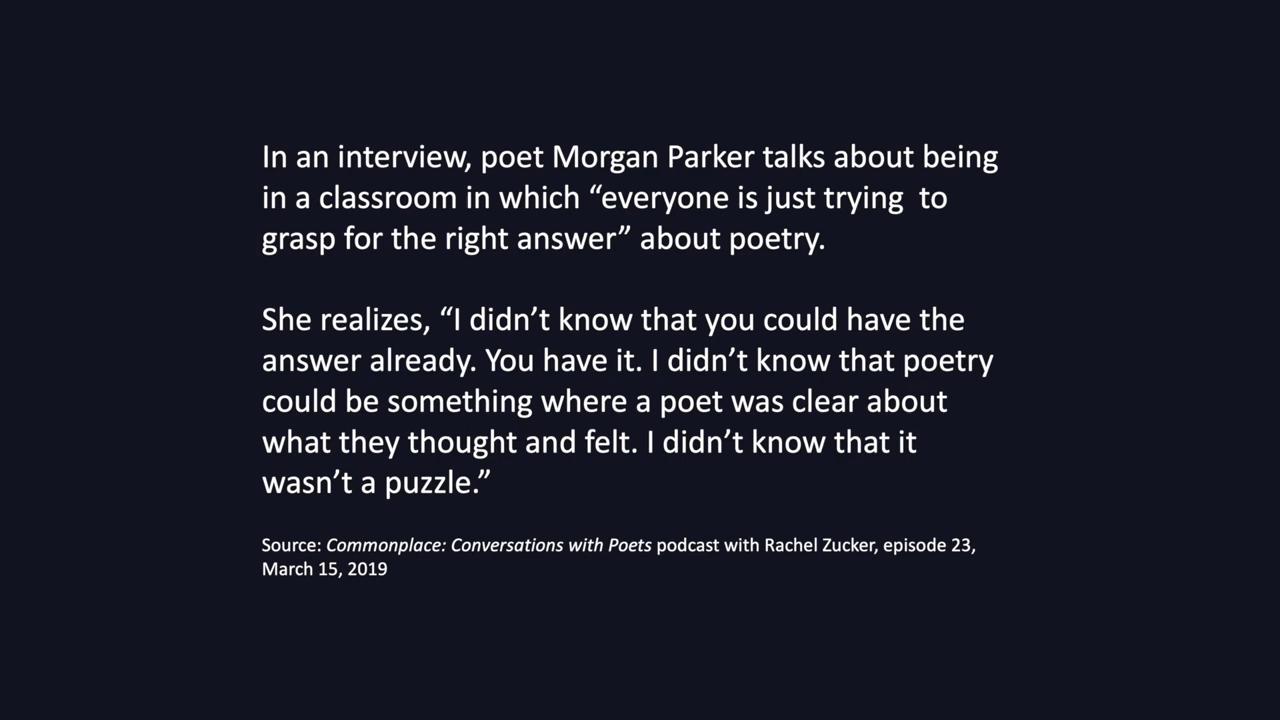 In an interview, poet Morgan Parker talks about being
in a classroom in which “everyone is just trying  to
grasp for the right answer” about poetry.
She realizes, “I didn’t know that you could have the
answer already. You have it. I didn’t know that poetry
could be something where a poet was clear about
what they thought and felt. I didn’t know that it
wasn’t a puzzle.”
Source: Commonplace: Conversations with Poets podcast with Rachel Zucker, episode 23,
March 15, 2019